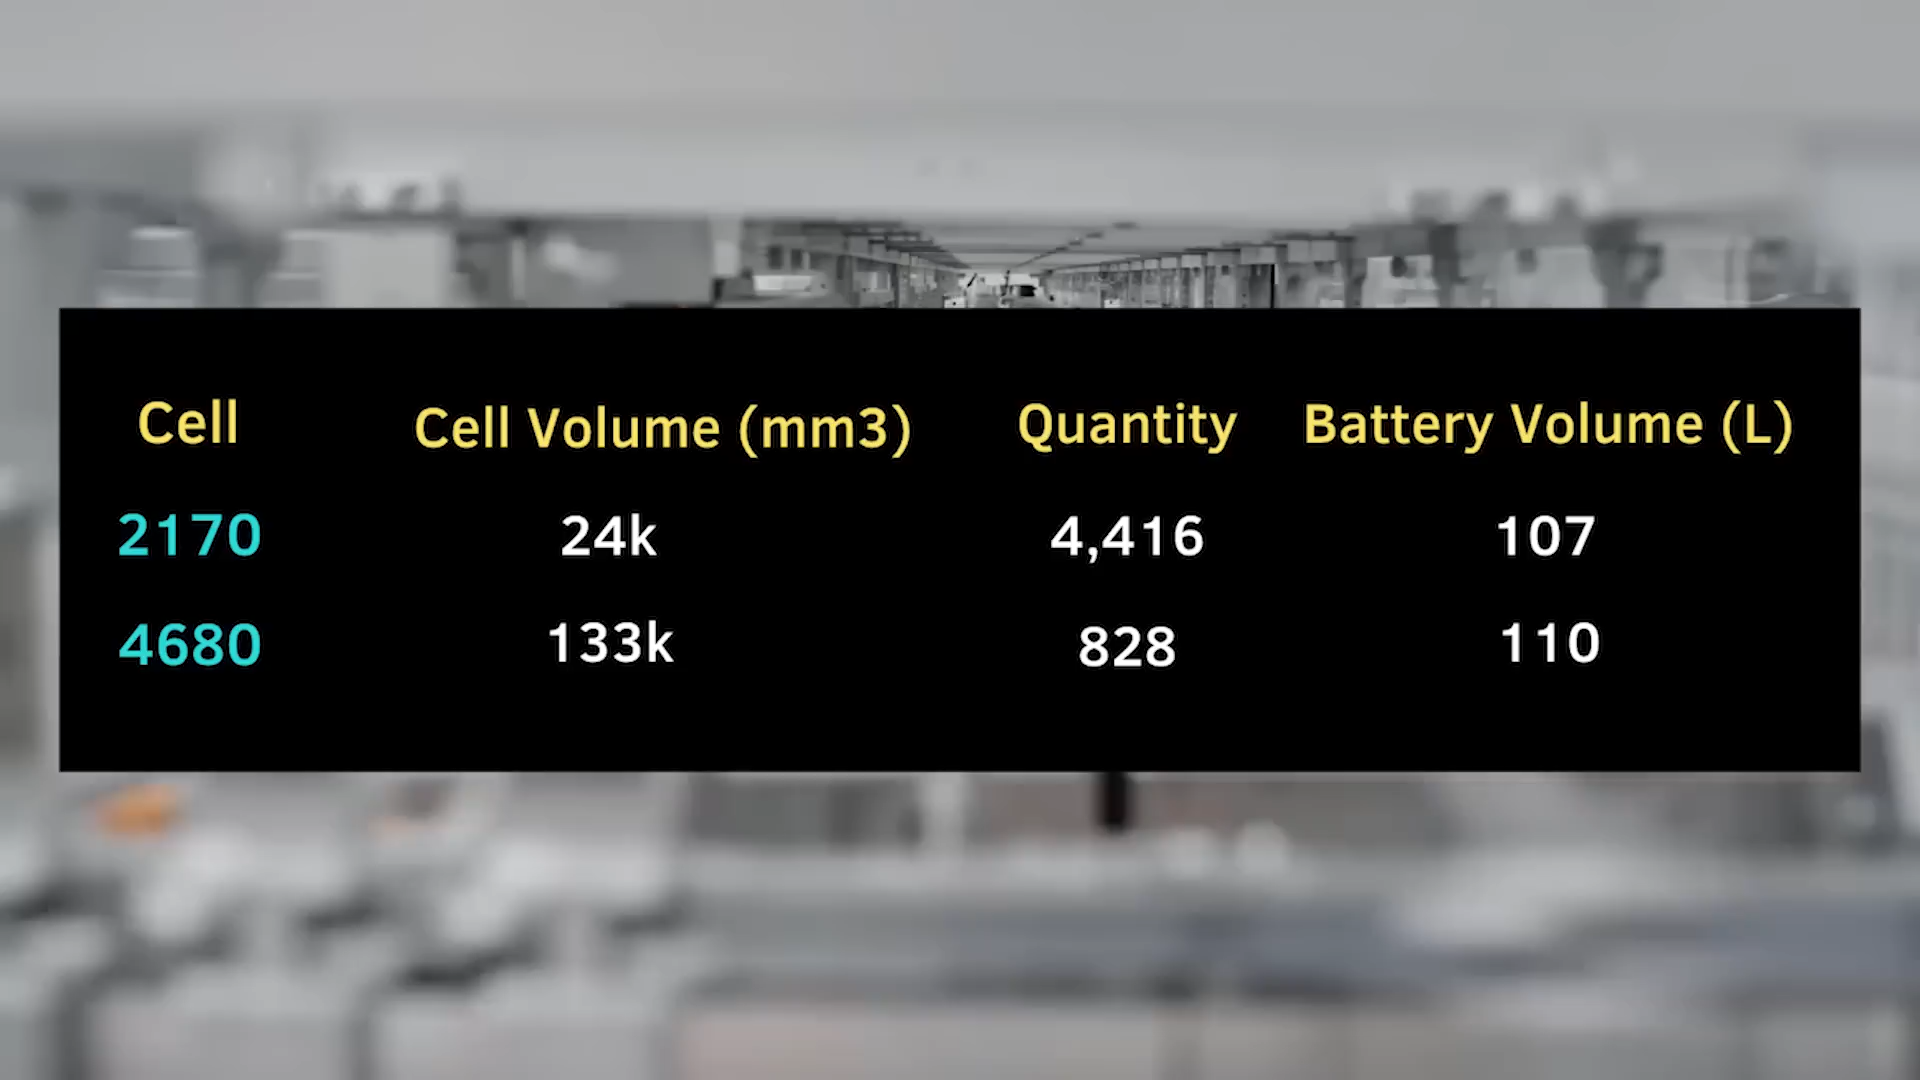 Cell Cell Volume (mm3) Quantity Battery Volume (L)
2170 24k 4,416 107
4680 133k 828 110